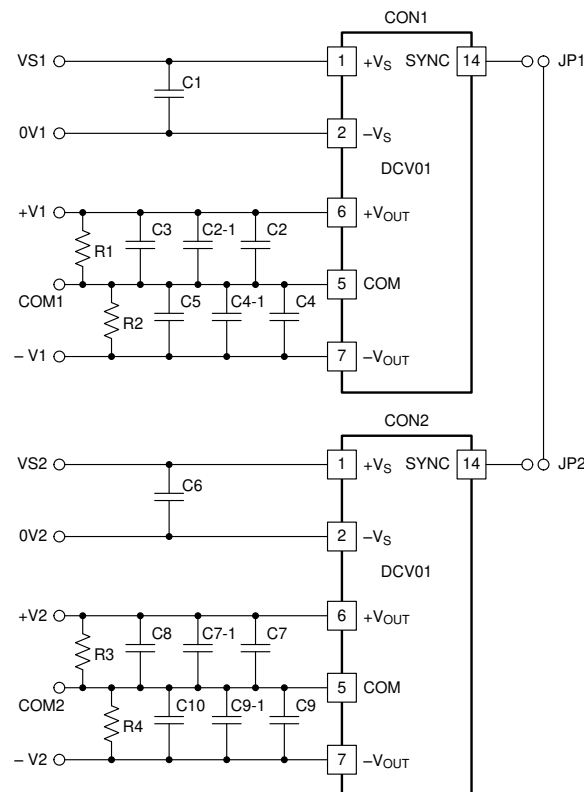 CON1
VS1 1 +VS SYNC 14 JP1
C1
0V1 2 –VS
DCV01
+V1 6 +VOUT
R1 C3 C2-1 C2
COM1 5 COM
R2 C5 C4-1 C4
– V1 7 –VOUT
CON2
VS2 1 +VS SYNC 14 JP2
C6
0V2 2 –VS
DCV01
+V2 6 +VOUT
R3 C8 C7-1 C7
COM2 5 COM
R4 C10 C9-1 C9
– V2 7 –VOUT